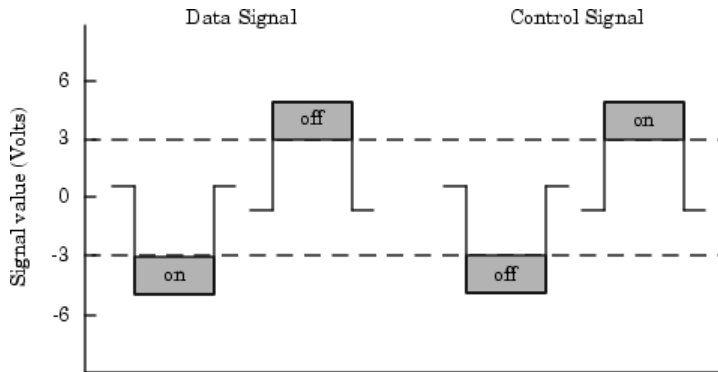 Data Signal
Control Signal
Signal value (Volts)
6
3
0
-3
-6
off
on
on
off